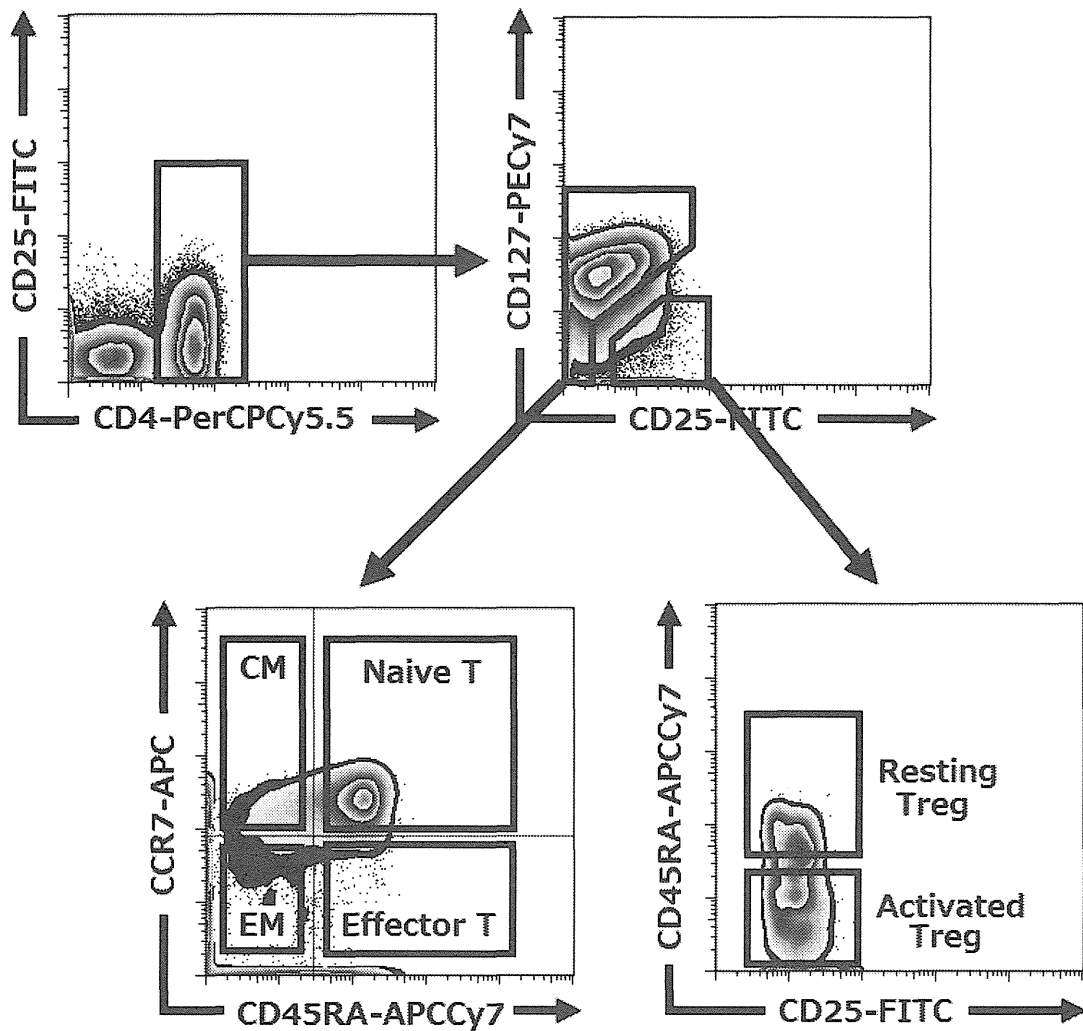 CD25-FITC
CD4-PerCPCy5.5
CD127-PECy7
CD25-FITC
CCR7-APC
CM
Naive T
EM
Effector T
CD45RA-APCCy7
CD45RA-APCCy7
Resting
Treg
Activated
Treg
CD25-FITC